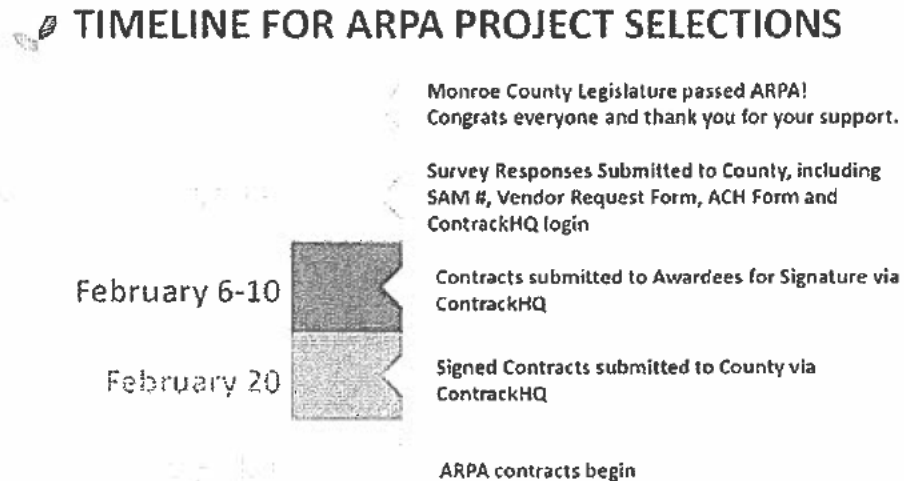 TIMELINE FOR ARPA PROJECT SELECTIONS
Monroe County Legislature passed ARPA!
Congrats everyone and thank you for your support.
Survey Responses Submitted to County, including
SAM #, Vendor Request Form, ACH Form and
ContrackHQ login
February 6-10
Contracts submitted to Awardees for Signature via
ContrackHQ
February 20
Signed Contracts submitted to County via
ContrackHQ
ARPA contracts begin